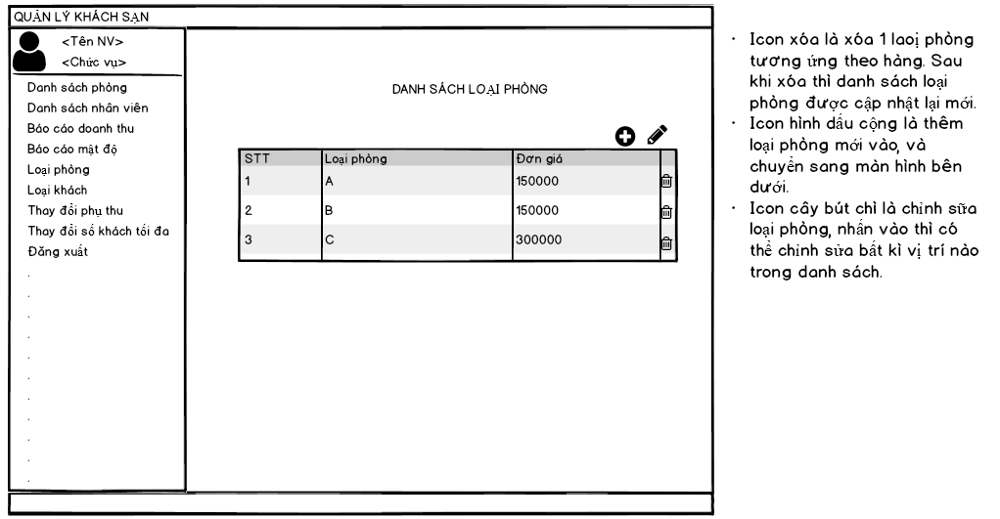 QUẢN LÝ KHÁCH SẠN
<Tên NV>
<Chức vụ>
Danh sách phòng
Danh sách nhân viên
Báo cáo doanh thu
Báo cáo mật độ
Loại phòng
Loại khách
Thay đổi phụ thu
Thay đổi số khách tối đa
Đăng xuất
.
.
.
.
.
.
.
.
.
.
.
DANH SÁCH LOẠI PHÒNG
STT Loại phòng Đơn giá
1 A 150000
2 B 150000
3 C 300000
· Icon xóa là xóa 1 laoị phòng
tương ứng theo hàng. Sau
khi xóa thì danh sách loại
phòng được cập nhật lại mới.
· Icon hình dấu cộng là thêm
loại phòng mới vào, và
chuyển sang màn hình bên
dưới.
· Icon cây bút chì là chỉnh sữa
loại phòng, nhấn vào thì có
thể chỉnh sửa bất kì vị trí nào
trong danh sách.